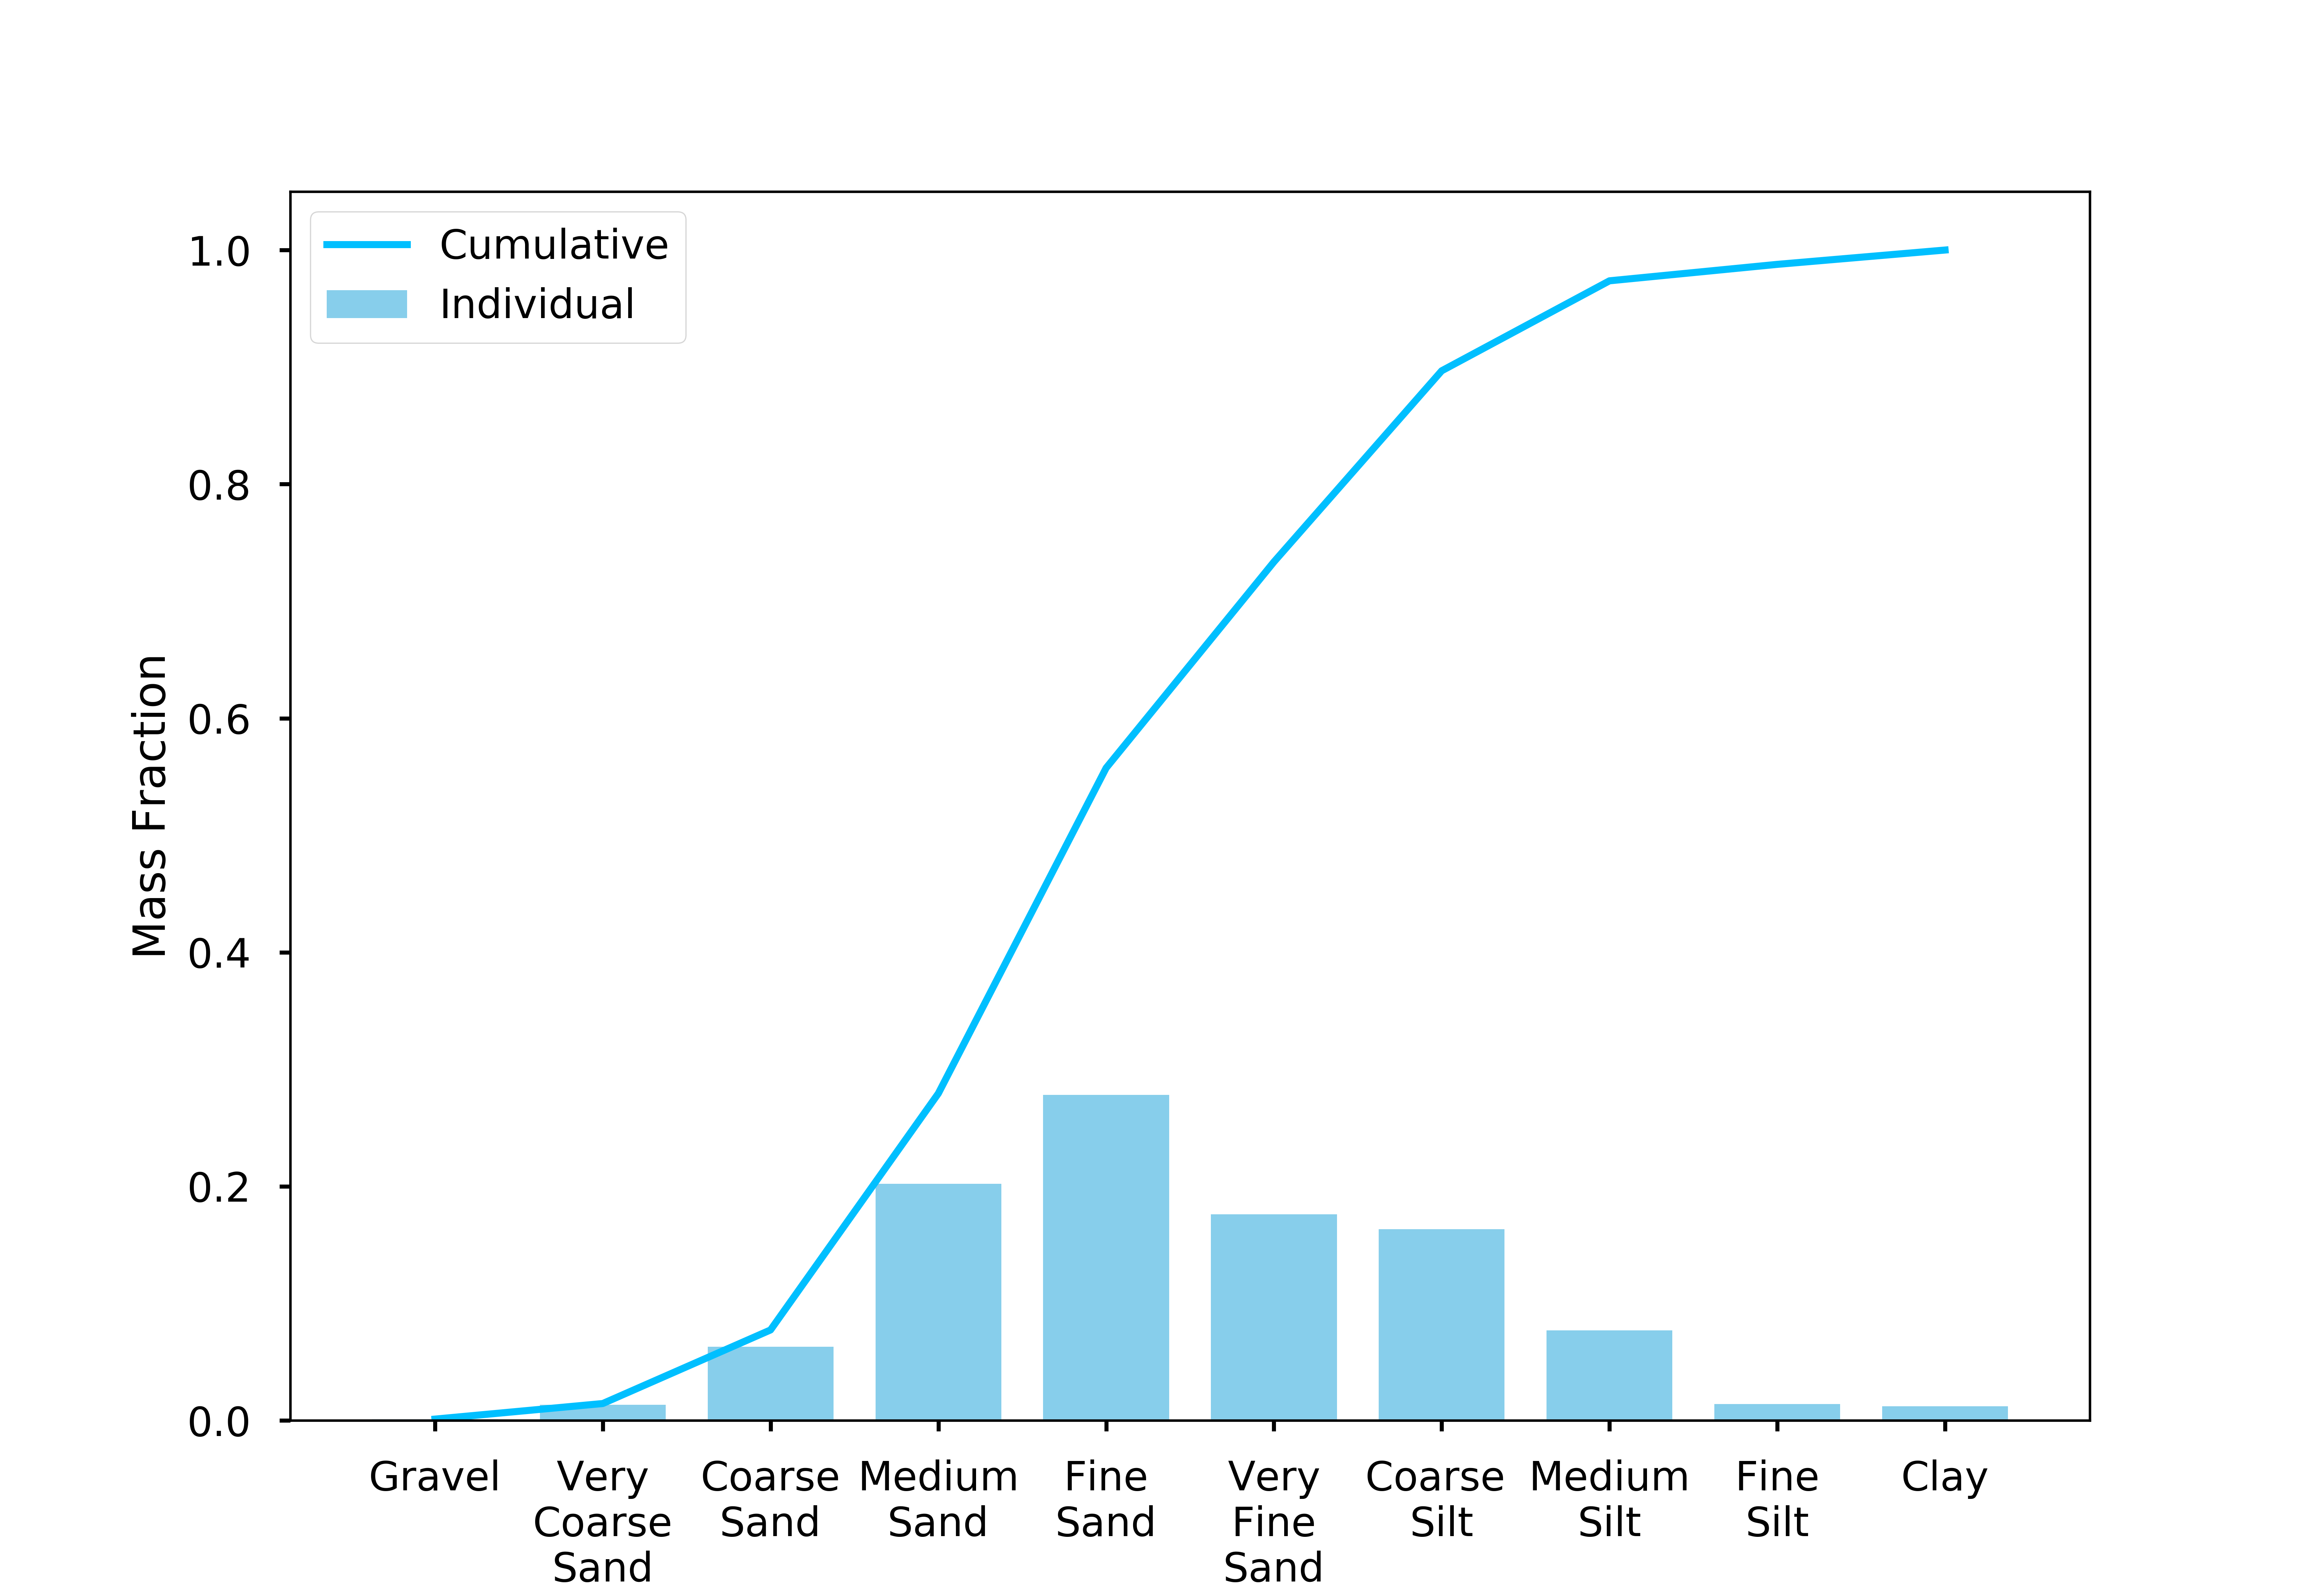 Cumulative
Individual
1.0
0.8
0.6
0.4
0.2
0.0
Mass Fraction
Gravel
Very
Coarse
Sand
Coarse
Sand
Medium
Sand
Fine
Sand
Very
Fine
Sand
Coarse
Silt
Medium
Silt
Fine
Silt
Clay